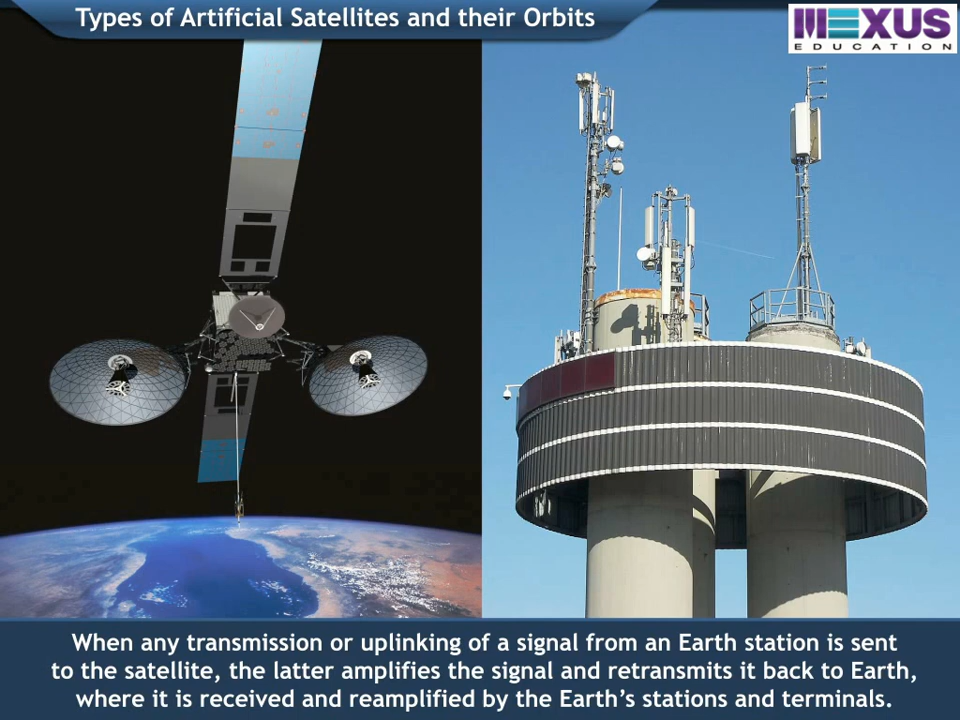 Types of Artificial Satellites and their Orbits
MEXUS
EDUCATION
When any transmission or uplinking of a signal from an Earth station is sent
to the satellite, the latter amplifies the signal and retransmits it back to Earth,
where it is received and reamplified by the Earth’s stations and terminals.